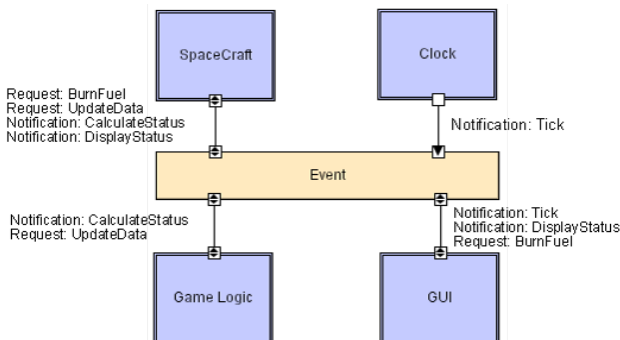 SpaceCraft
Clock
Request: BurnFuel
Request: UpdateData
Notification: CalculateStatus
Notification: DisplayStatus
Notification: Tick
Event
Notification: CalculateStatus
Request: UpdateData
Notification: Tick
Notification: DisplayStatus
Request: BurnFuel
Game Logic
GUI